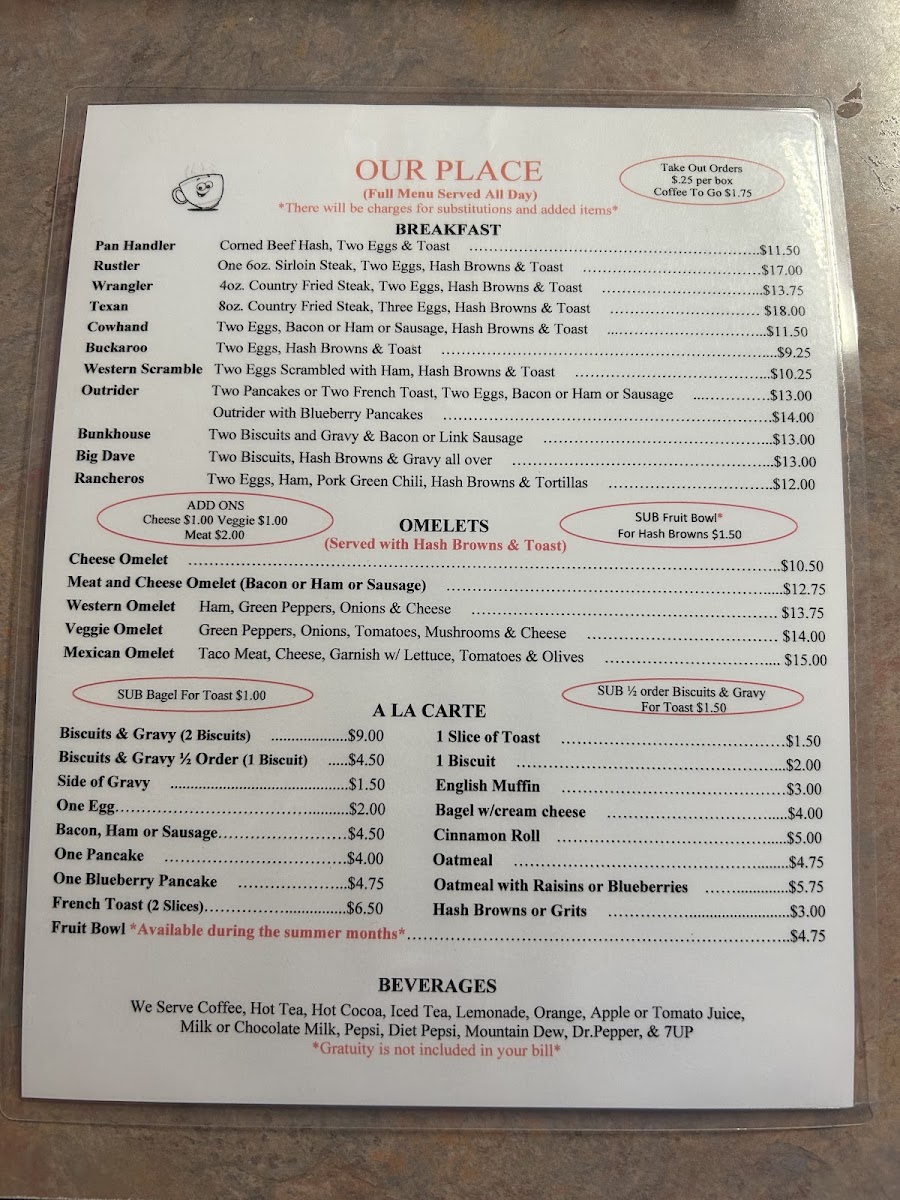 OUR PLACE
(Full Menu Served All Day)
*There will be charges for substitutions and added items*
Take Out Orders
$.25 per box
Coffee To Go $1.75
BREAKFAST
Pan Handler Corned Beef Hash, Two Eggs & Toast $11.50
Rustler One 6oz. Sirloin Steak, Two Eggs, Hash Browns & Toast $17.00
Wrangler 4oz. Country Fried Steak, Two Eggs, Hash Browns & Toast $13.75
Texan 8oz. Country Fried Steak, Three Eggs, Hash Browns & Toast $18.00
Cowhand Two Eggs, Bacon or Ham or Sausage, Hash Browns & Toast $11.50
Buckaroo Two Eggs, Hash Browns & Toast $9.25
Western Scramble Two Eggs Scrambled with Ham, Hash Browns & Toast $10.25
Outrider Two Pancakes or Two French Toast, Two Eggs, Bacon or Ham or Sausage $13.00
Outrider with Blueberry Pancakes $14.00
Bunkhouse Two Biscuits and Gravy & Bacon or Link Sausage $13.00
Big Dave Two Biscuits, Hash Browns & Gravy all over $13.00
Rancheros Two Eggs, Ham, Pork Green Chili, Hash Browns & Tortillas $12.00
ADD ONS
Cheese $1.00 Veggie $1.00
Meat $2.00
OMELETS
(Served with Hash Browns & Toast)
SUB Fruit Bowl*
For Hash Browns $1.50
Cheese Omelet $10.50
Meat and Cheese Omelet (Bacon or Ham or Sausage) $12.75
Western Omelet Ham, Green Peppers, Onions & Cheese $13.75
Veggie Omelet Green Peppers, Onions, Tomatoes, Mushrooms & Cheese $14.00
Mexican Omelet Taco Meat, Cheese, Garnish w/ Lettuce, Tomatoes & Olives $15.00
SUB Bagel For Toast $1.00
SUB ½ order Biscuits & Gravy
For Toast $1.50
A LA CARTE
Biscuits & Gravy (2 Biscuits) $9.00
Biscuits & Gravy ½ Order (1 Biscuit) $4.50
Side of Gravy $1.50
One Egg $2.00
Bacon, Ham or Sausage $4.50
One Pancake $4.00
One Blueberry Pancake $4.75
French Toast (2 Slices) $6.50
1 Slice of Toast $1.50
1 Biscuit $2.00
English Muffin $3.00
Bagel w/cream cheese $4.00
Cinnamon Roll $5.00
Oatmeal $4.75
Oatmeal with Raisins or Blueberries $5.75
Hash Browns or Grits $3.00
Fruit Bowl *Available during the summer months* $4.75
BEVERAGES
We Serve Coffee, Hot Tea, Hot Cocoa, Iced Tea, Lemonade, Orange, Apple or Tomato Juice,
Milk or Chocolate Milk, Pepsi, Diet Pepsi, Mountain Dew, Dr.Pepper, & 7UP
*Gratuity is not included in your bill*